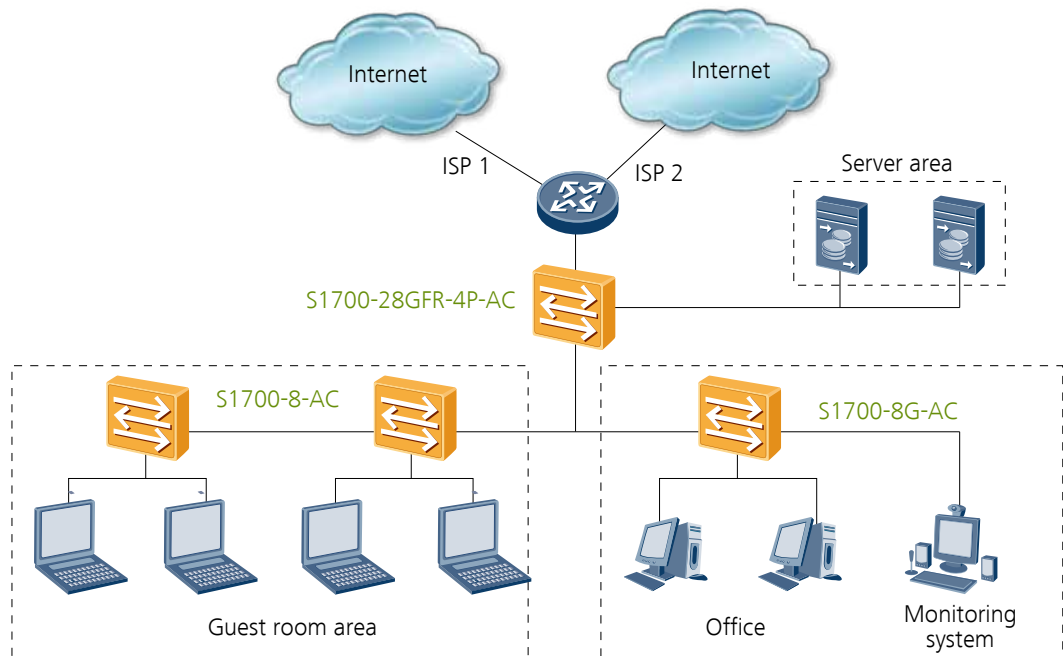 Internet
Internet
ISP 1
ISP 2
Server area
S1700-28GFR-4P-AC
S1700-8-AC
S1700-8G-AC
Guest room area
Office
Monitoring
system